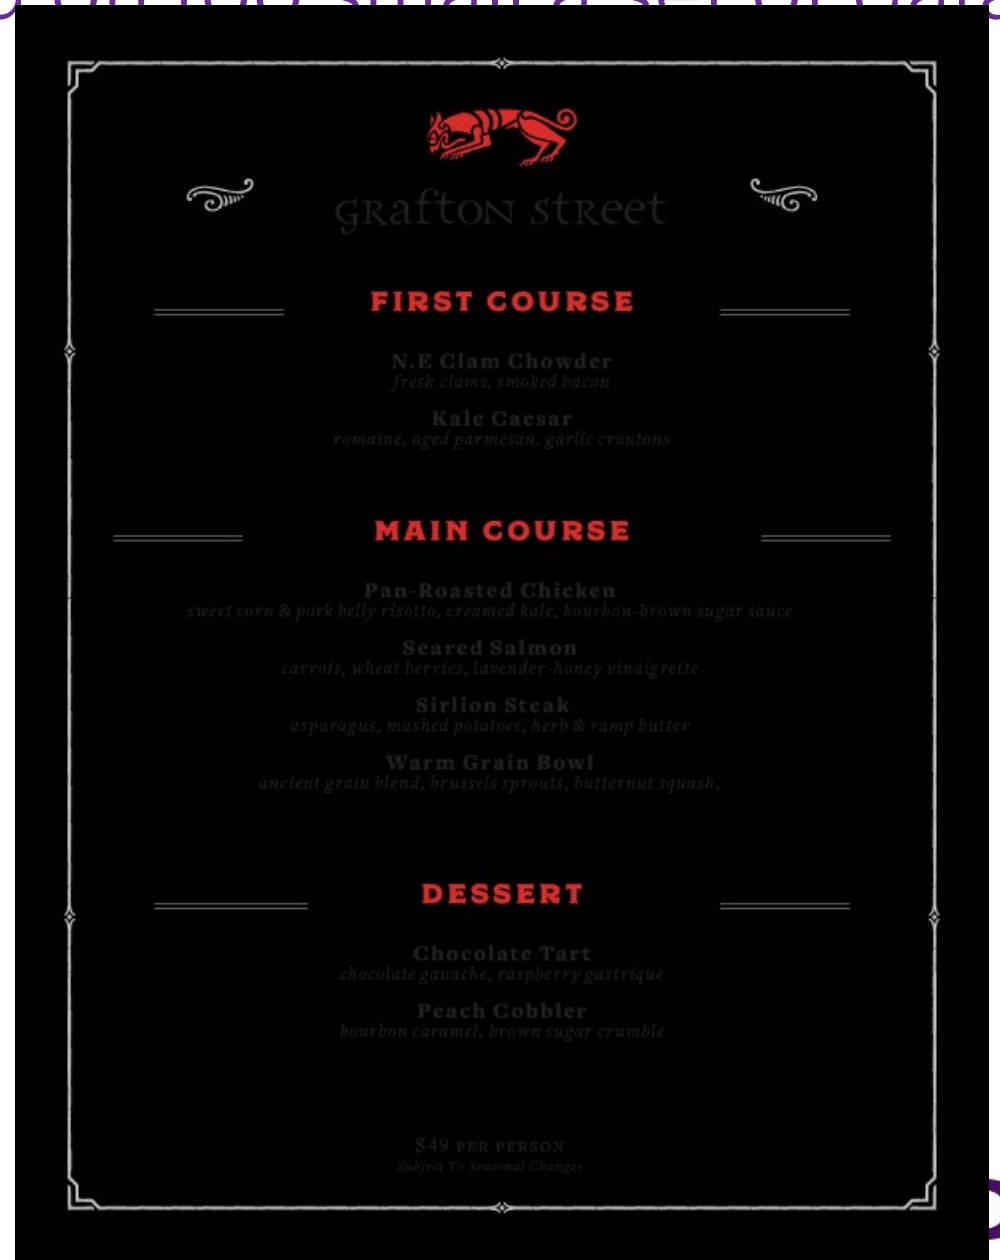 grafton street
FIRST COURSE
N.E Clam Chowder
fresh clams, smoked bacon
Kale Caesar
romaine, aged parmesan, garlic croutons
MAIN COURSE
Pan-Roasted Chicken
sweet corn & pork belly risotto, creamed kale, bourbon-brown sugar sauce
Seared Salmon
carrots, wheat berries, lavender-honey vinaigrette
Sirlion Steak
asparagus, mashed potatoes, herb & ramp butter
Warm Grain Bowl
ancient grain blend, brussels sprouts, butternut squash,
DESSERT
Chocolate Tart
chocolate ganache, raspberry gastrique
Peach Cobbler
bourbon caramel, brown sugar crumble
$49 PER PERSON
Subject To Seasonal Changes